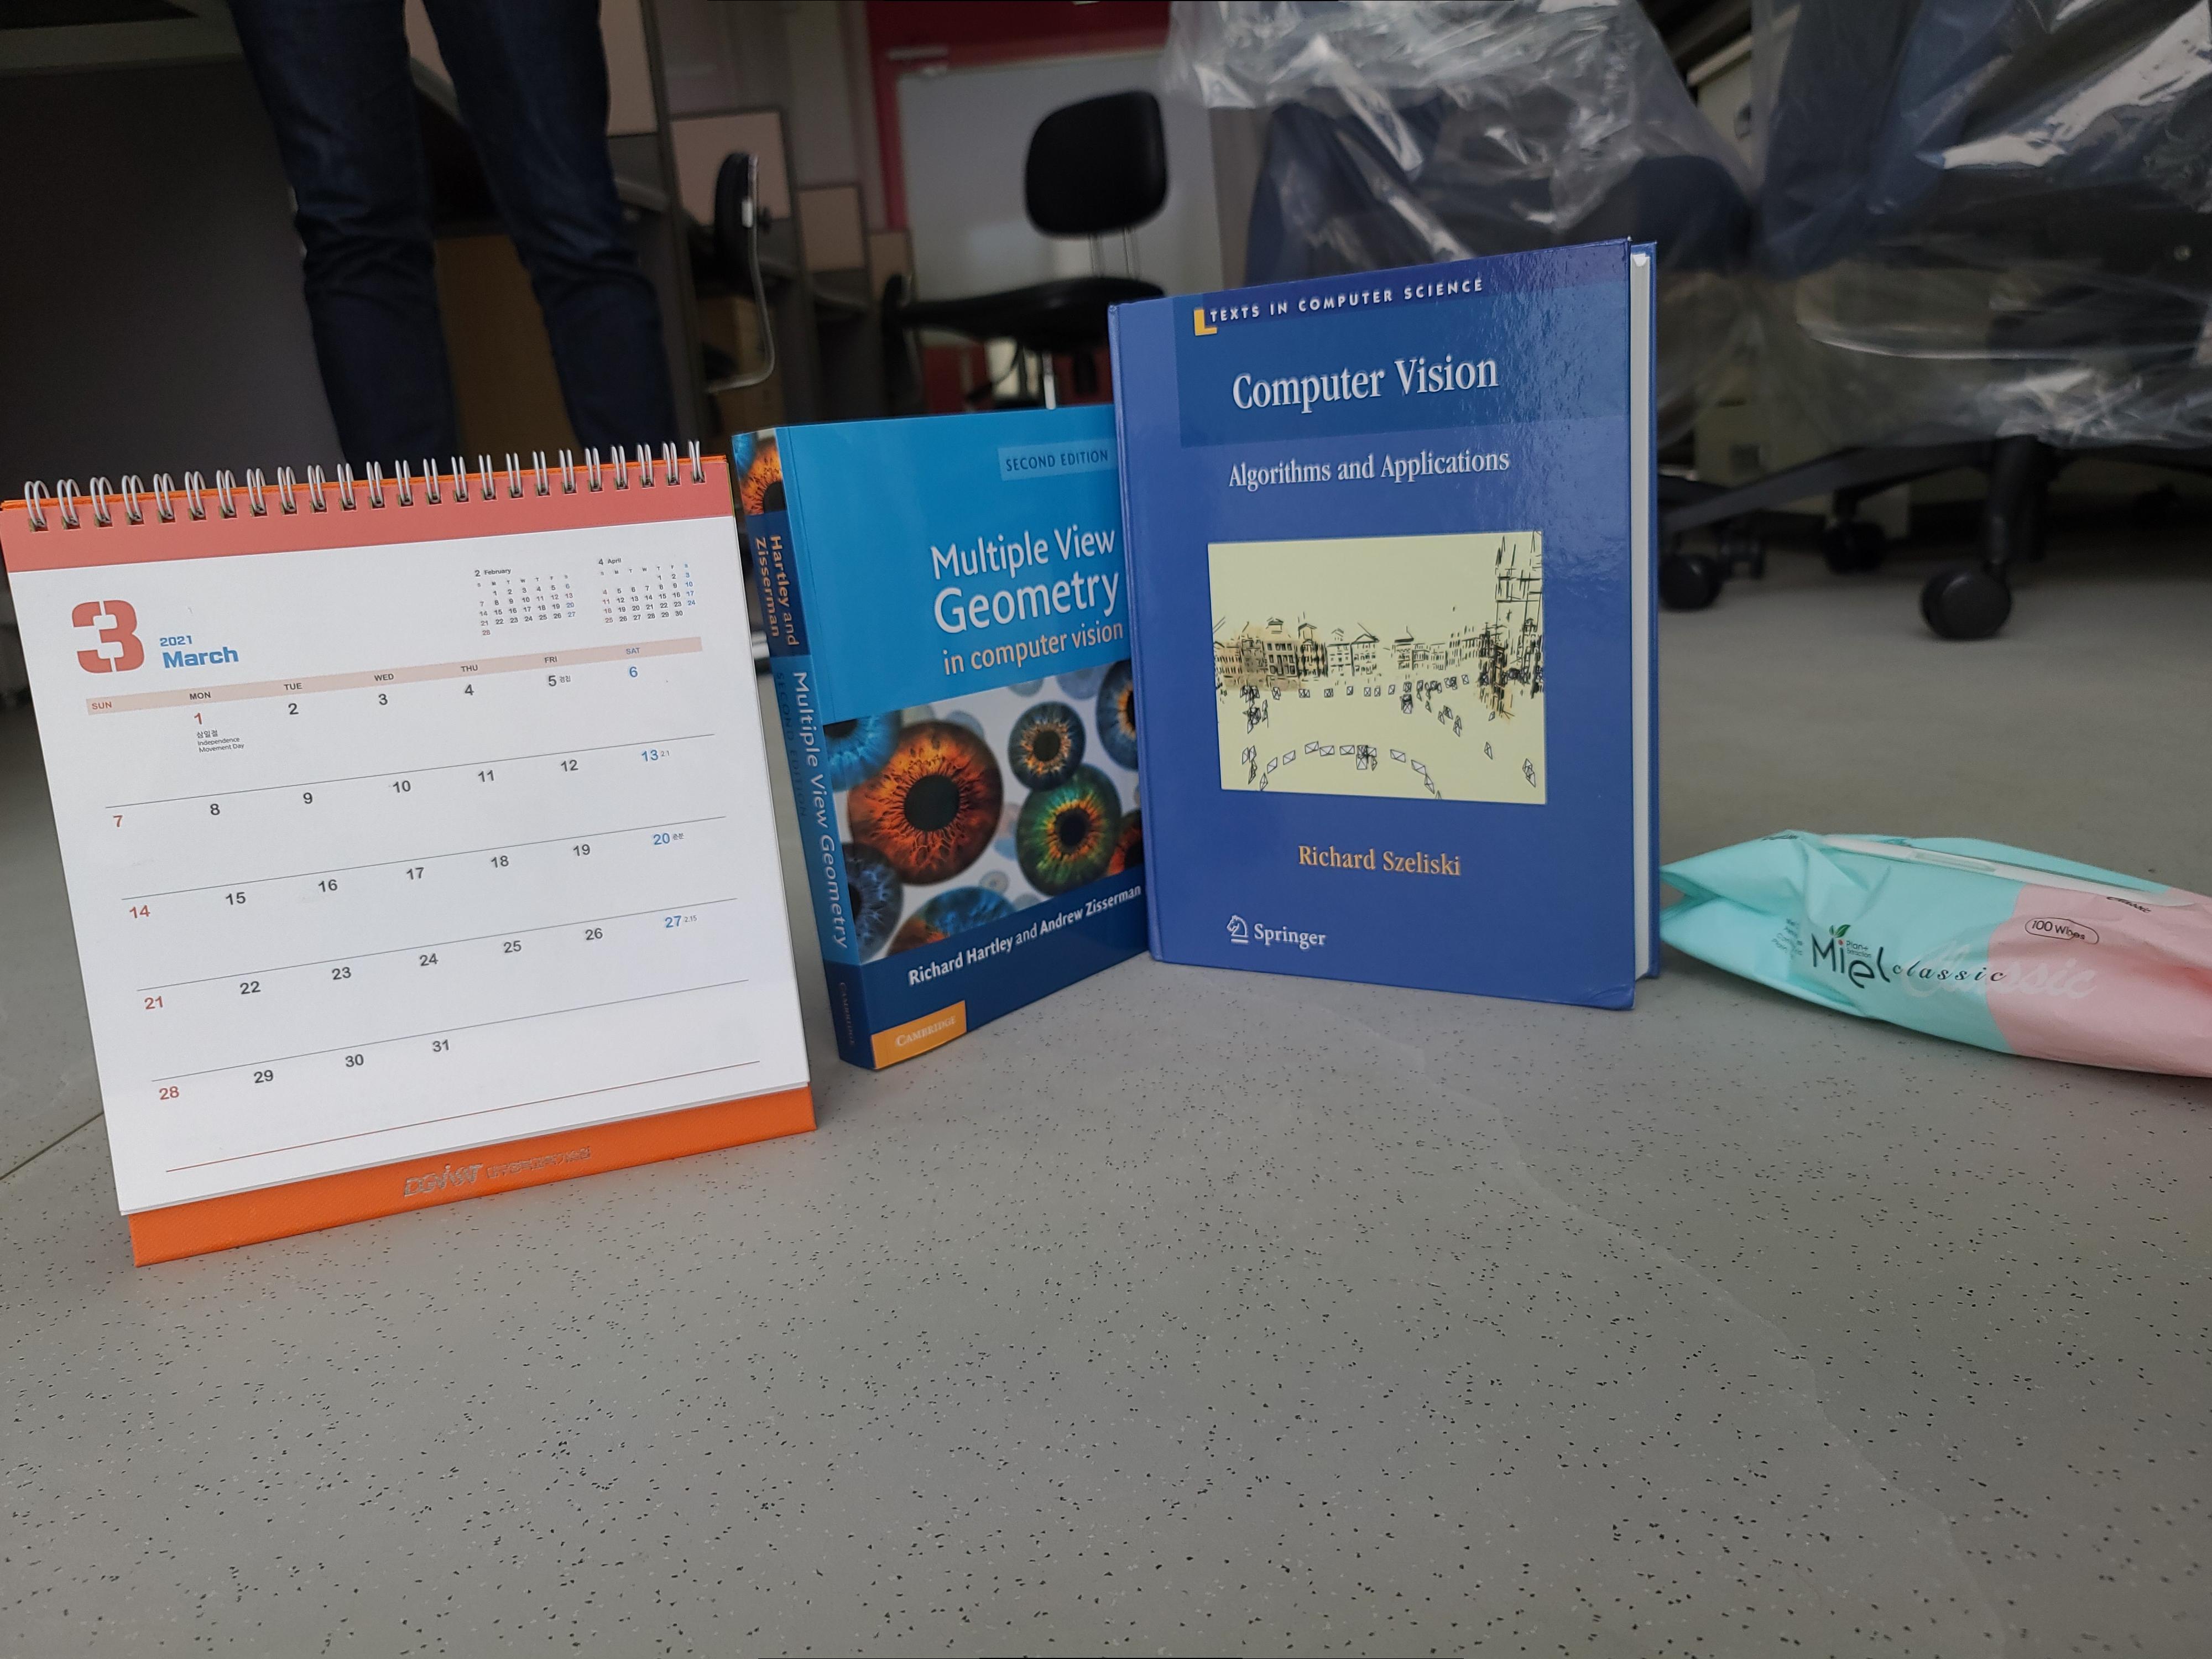 3
2021
March
2 February
S M T W T F S
1 2 3 4 5 6
7 8 9 10 11 12 13
14 15 16 17 18 19 20
21 22 23 24 25 26 27
28
4 April
S M T W T F S
1 2 3
4 5 6 7 8 9 10
11 12 13 14 15 16 17
18 19 20 21 22 23 24
25 26 27 28 29 30
SUN MON TUE WED THU FRI SAT
1 2 3 4 5 6
삼일절
Independence
Movement Day
7 8 9 10 11 12 13 2.1
14 15 16 17 18 19 20 춘분
21 22 23 24 25 26 27 2.15
28 29 30 31
DGIST
Hartley and
Zisserman
Multiple View Geometry
SECOND EDITION
CAMBRIDGE
SECOND EDITION
Multiple View
Geometry
in computer vision
Richard Hartley and Andrew Zisserman
CAMBRIDGE
TEXTS IN COMPUTER SCIENCE
Computer Vision
Algorithms and Applications
Richard Szeliski
Springer
Miel classic
Classic
100 Wipes